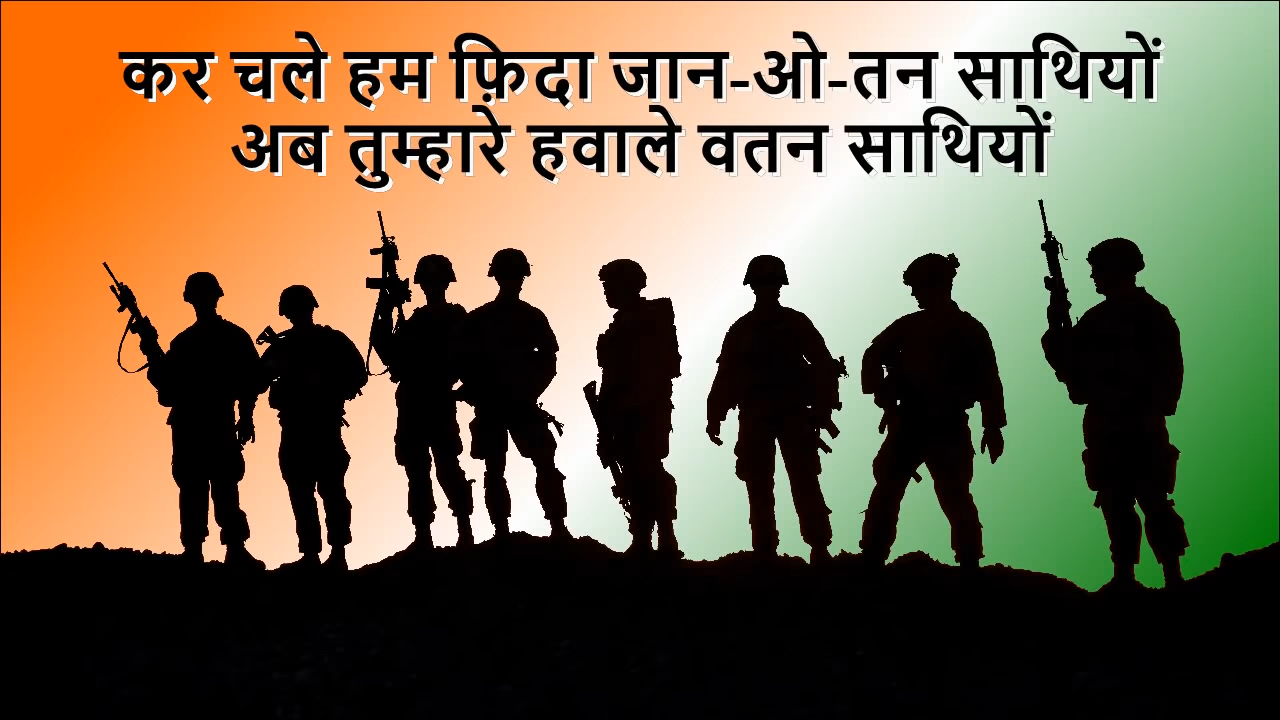 कर चले हम फ़िदा जान-ओ-तन साथियों
अब तुम्हारे हवाले वतन साथियों